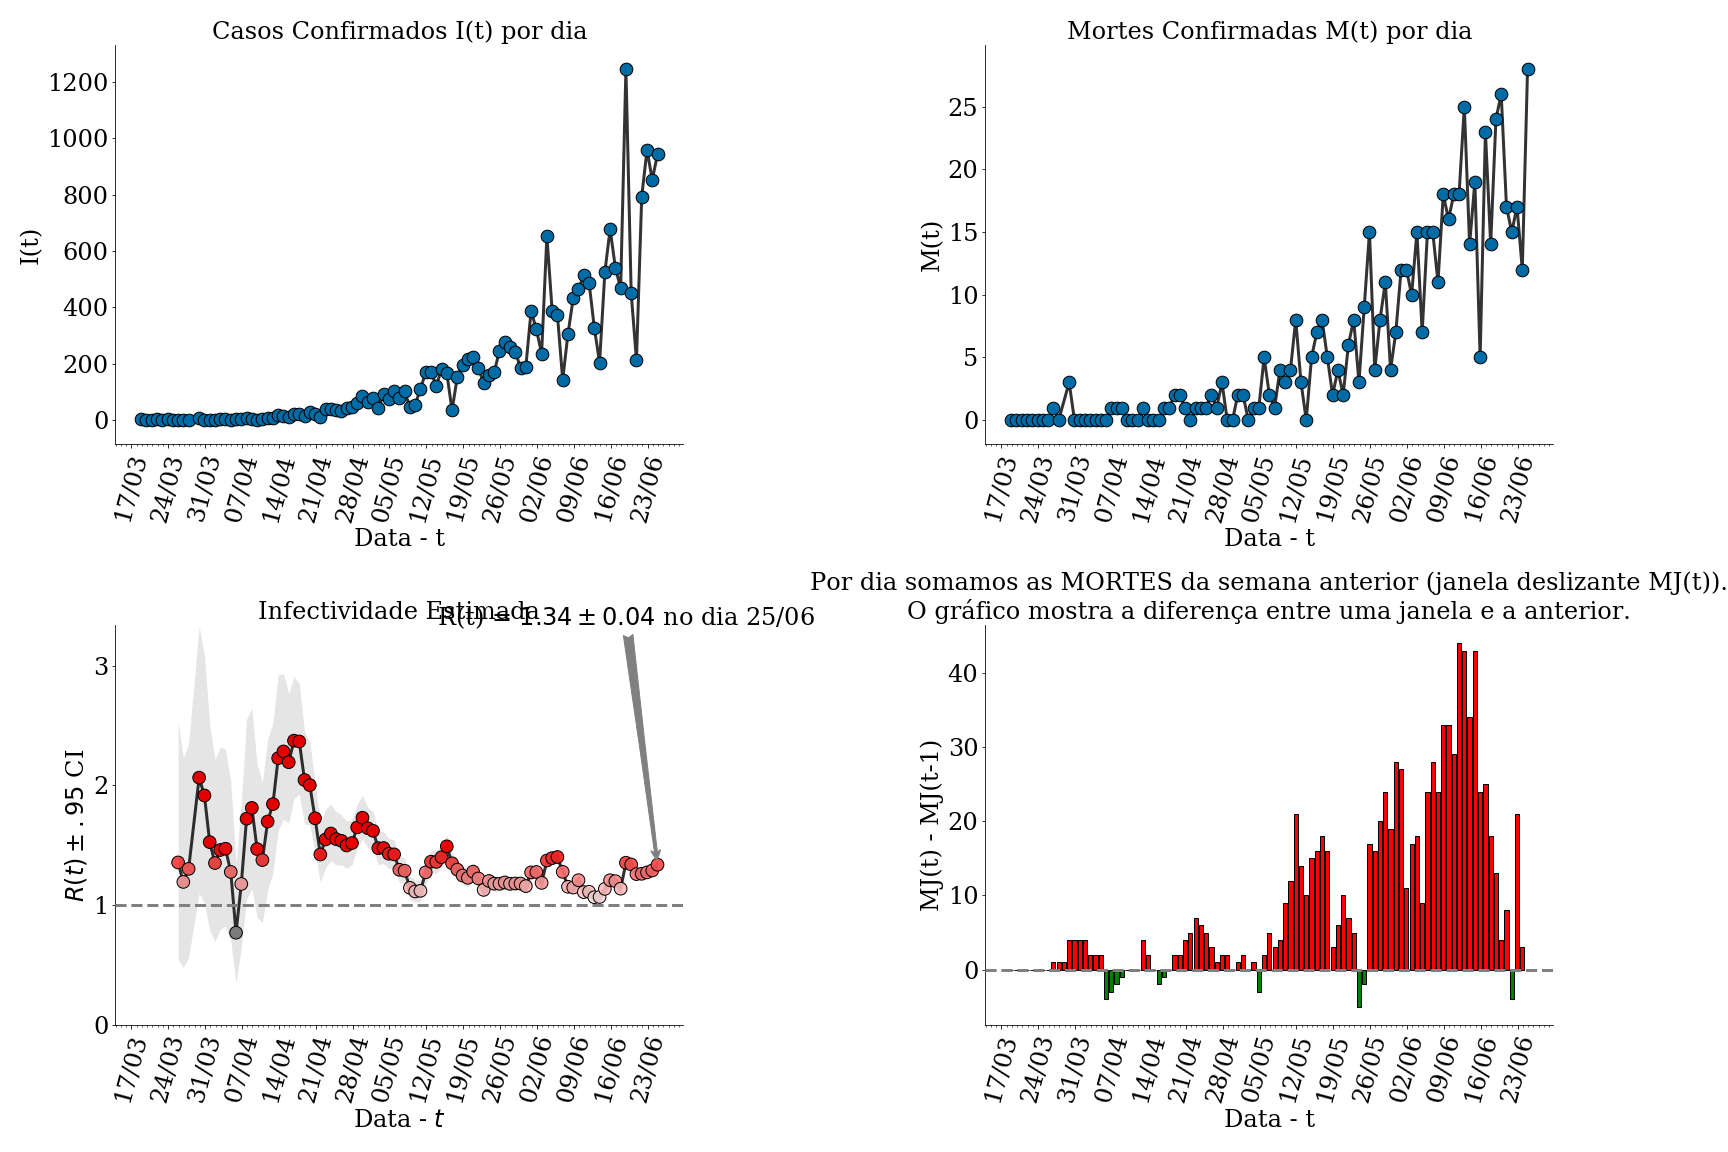 Casos Confirmados I(t) por dia
I(t)
1200
1000
800
600
400
200
0
17/03 24/03 31/03 07/04 14/04 21/04 28/04 05/05 12/05 19/05 26/05 02/06 09/06 16/06 23/06
Data - t
Mortes Confirmadas M(t) por dia
M(t)
25
20
15
10
5
0
17/03 24/03 31/03 07/04 14/04 21/04 28/04 05/05 12/05 19/05 26/05 02/06 09/06 16/06 23/06
Data - t
Infectividade Estimada
R(t) = 1.34 ± 0.04 no dia 25/06
R(t) ± .95 CI
3
2
1
0
17/03 24/03 31/03 07/04 14/04 21/04 28/04 05/05 12/05 19/05 26/05 02/06 09/06 16/06 23/06
Data - t
Por dia somamos as MORTES da semana anterior (janela deslizante MJ(t)).
O gráfico mostra a diferença entre uma janela e a anterior.
MJ(t) - MJ(t-1)
40
30
20
10
0
17/03 24/03 31/03 07/04 14/04 21/04 28/04 05/05 12/05 19/05 26/05 02/06 09/06 16/06 23/06
Data - t